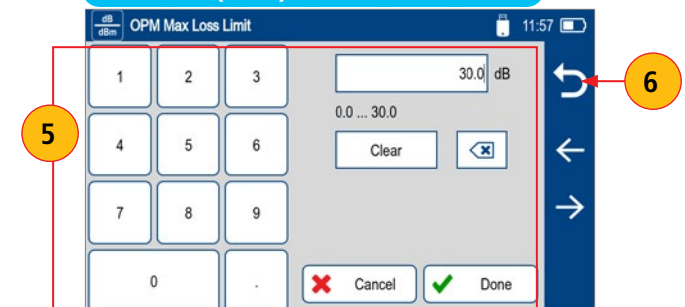 dB
dBm
OPM Max Loss Limit
11:57
1 2 3
30.0 dB
0.0 ... 30.0
4 5 6
Clear
7 8 9
0 .
Cancel
Done
5
6